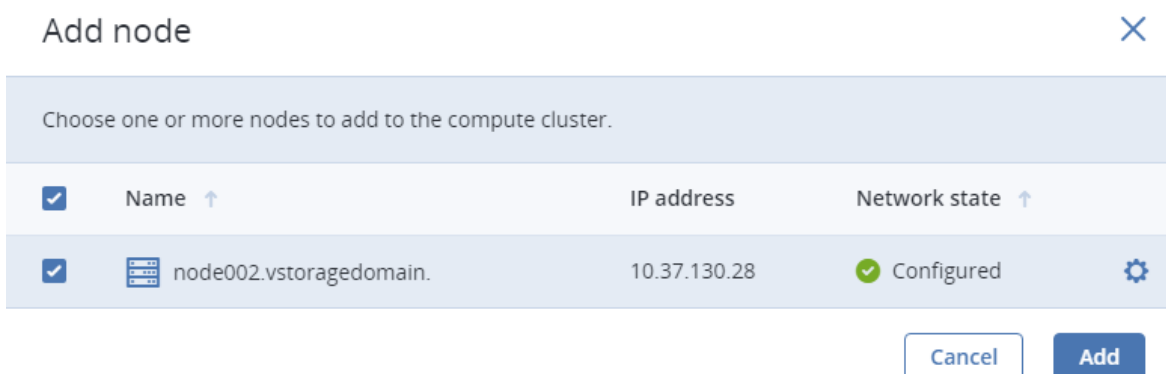 Add node
Choose one or more nodes to add to the compute cluster.
Name IP address Network state
node002.vstoragedomain. 10.37.130.28 Configured
Cancel Add